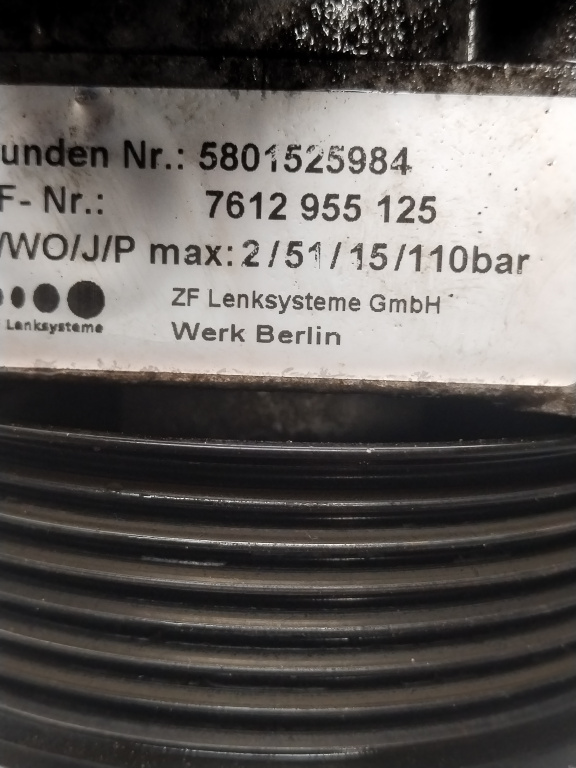 unden Nr.: 5801525984
F- Nr.: 7612 955 125
/WO/J/P max: 2/51/15/110bar
ZF Lenksysteme GmbH
Lenksysteme
Werk Berlin